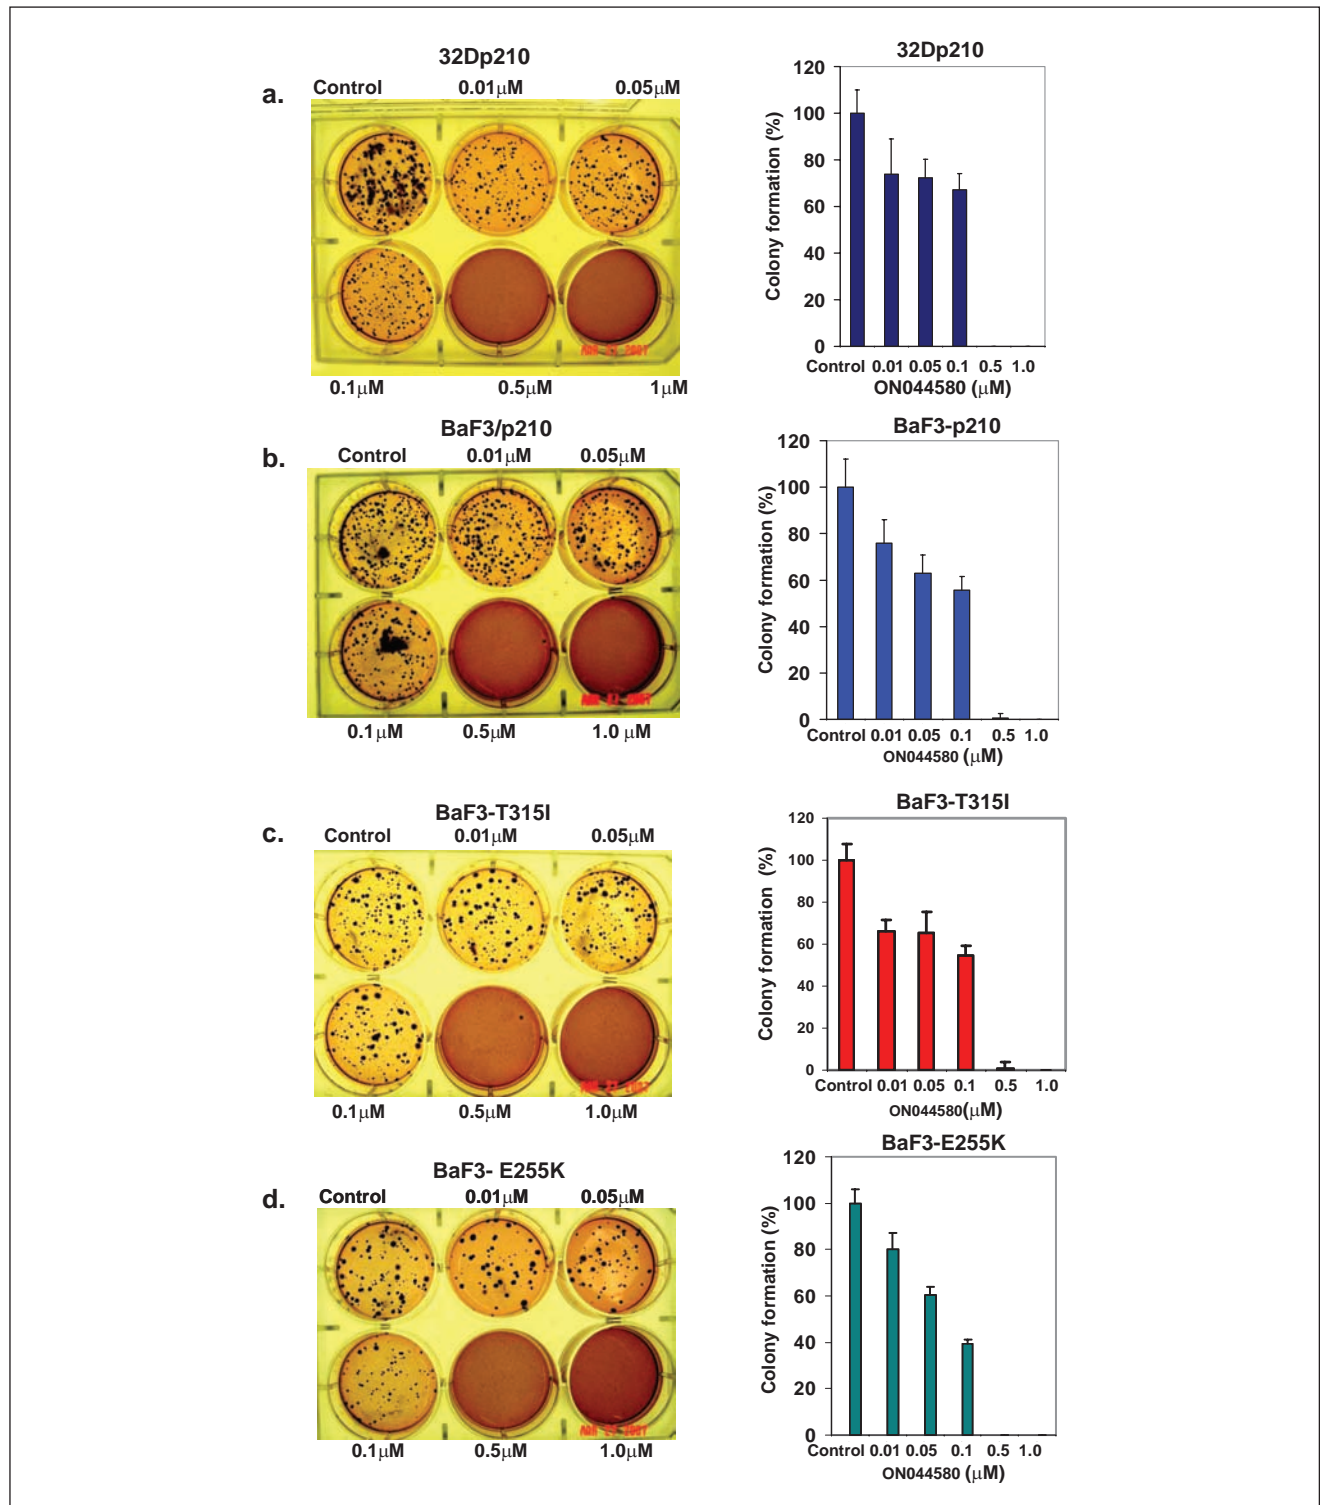 32Dp210
a.
Control 0.01μM 0.05μM
0.1μM 0.5μM 1μM
32Dp210
Colony formation (%)
120
100
80
60
40
20
0
Control 0.01 0.05 0.1 0.5 1.0
ON044580 (μM)
BaF3/p210
b.
Control 0.01μM 0.05μM
0.1μM 0.5μM 1.0 μM
BaF3-p210
Colony formation (%)
120
100
80
60
40
20
0
Control 0.01 0.05 0.1 0.5 1.0
ON044580 (μM)
BaF3-T315I
c.
Control 0.01μM 0.05μM
0.1μM 0.5μM 1.0μM
BaF3-T315I
Colony formation (%)
120
100
80
60
40
20
0
Control 0.01 0.05 0.1 0.5 1.0
ON044580(μM)
BaF3- E255K
d.
Control 0.01μM 0.05μM
0.1μM 0.5μM 1.0μM
BaF3-E255K
Colony formation (%)
120
100
80
60
40
20
0
Control 0.01 0.05 0.1 0.5 1.0
ON044580 (μM)